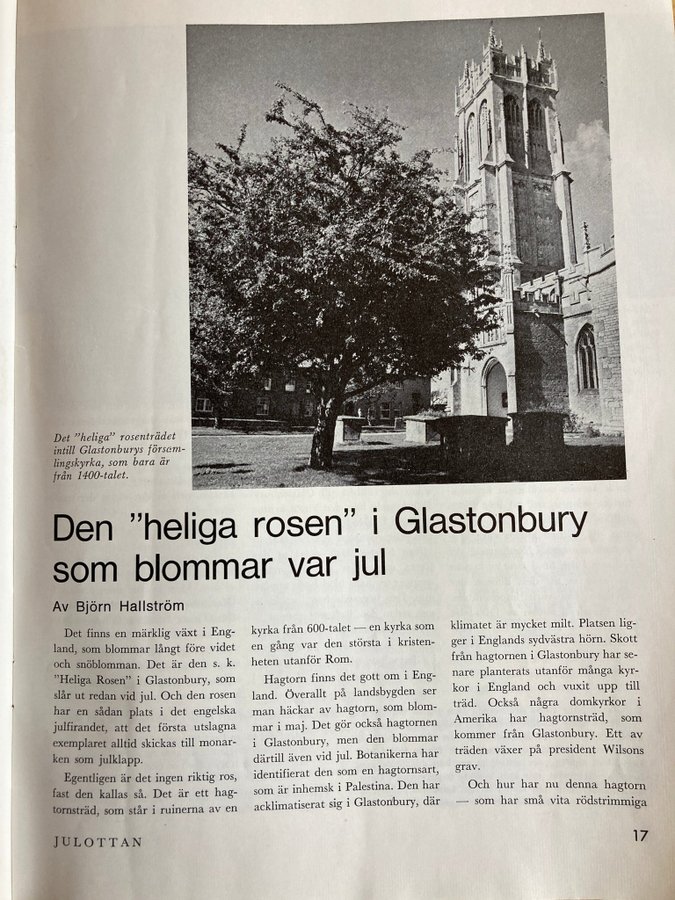 Det "heliga" rosenträdet
intill Glastonburys försam-
lingskyrka, som bara är
från 1400-talet.
Den "heliga rosen" i Glastonbury
som blommar var jul
Av Björn Hallström
Det finns en märklig växt i Eng-
land, som blommar långt före videt
och snöblomman. Det är den s. k.
"Heliga Rosen" i Glastonbury, som
slår ut redan vid jul. Och den rosen
har en sådan plats i det engelska
julfirandet, att det första utslagna
exemplaret alltid skickas till monar-
ken som julklapp.
Egentligen är det ingen riktig ros,
fast den kallas så. Det är ett hag-
tornsträd, som står i ruinerna av en
kyrka från 600-talet — en kyrka som
en gång var den största i kristen-
heten utanför Rom.
Hagtorn finns det gott om i Eng-
land. Överallt på landsbygden ser
man häckar av hagtorn, som blom-
mar i maj. Det gör också hagtornen
i Glastonbury, men den blommar
därtill även vid jul. Botanikerna har
identifierat den som en hagtornsart,
som är inhemsk i Palestina. Den har
acklimatiserat sig i Glastonbury, där
klimatet är mycket milt. Platsen lig-
ger i Englands sydvästra hörn. Skott
från hagtornen i Glastonbury har se-
nare planterats utanför många kyr-
kor i England och vuxit upp till
träd. Också några domkyrkor i
Amerika har hagtornsträd, som
kommer från Glastonbury. Ett av
träden växer på president Wilsons
grav.
Och hur har nu denna hagtorn
— som har små vita rödstrimmiga
JULOTTAN
17